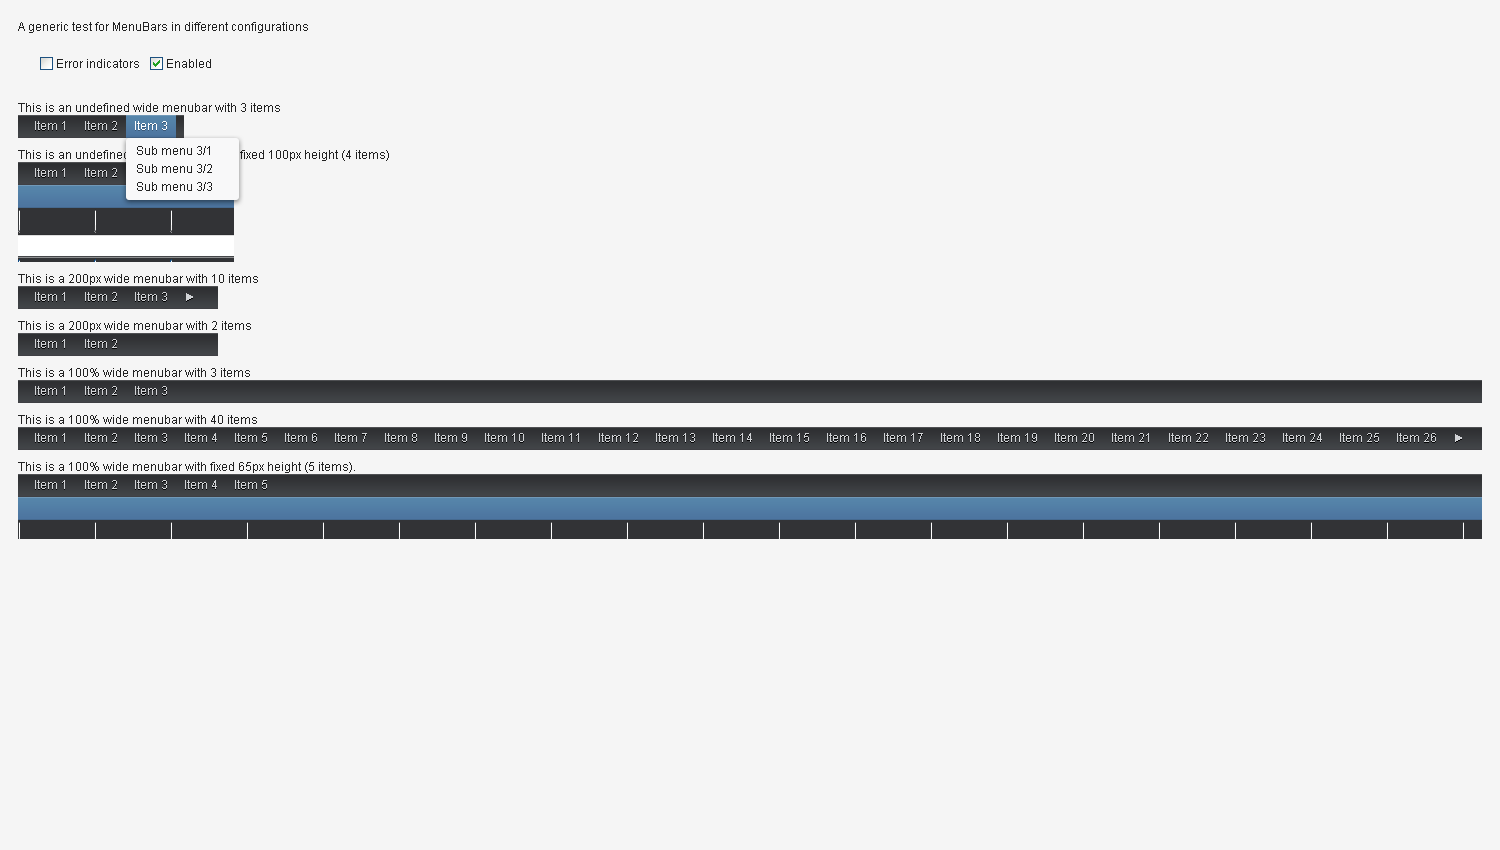 A generic test for MenuBars in different configurations
Error indicators Enabled
This is an undefined wide menubar with 3 items
Item 1 Item 2 Item 3
Sub menu 3/1
This is an undefined fixed 100px height (4 items)
Sub menu 3/2
Item 1 Item 2
Sub menu 3/3
This is a 200px wide menubar with 10 items
Item 1 Item 2 Item 3
This is a 200px wide menubar with 2 items
Item 1 Item 2
This is a 100% wide menubar with 3 items
Item 1 Item 2 Item 3
This is a 100% wide menubar with 40 items
Item 1 Item 2 Item 3 Item 4 Item 5 Item 6 Item 7 Item 8 Item 9 Item 10 Item 11 Item 12 Item 13 Item 14 Item 15 Item 16 Item 17 Item 18 Item 19 Item 20 Item 21 Item 22 Item 23 Item 24 Item 25 Item 26
This is a 100% wide menubar with fixed 65px height (5 items).
Item 1 Item 2 Item 3 Item 4 Item 5